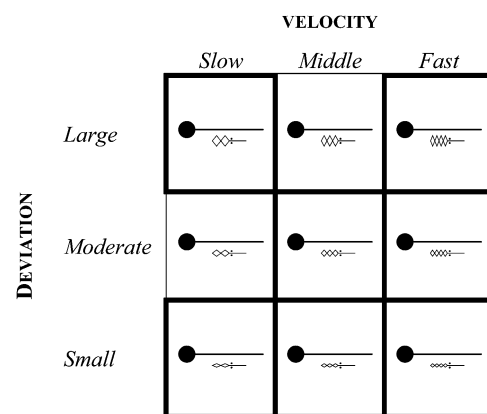 VELOCITY
Slow Middle Fast
Large
DEVIATION
Moderate
Small